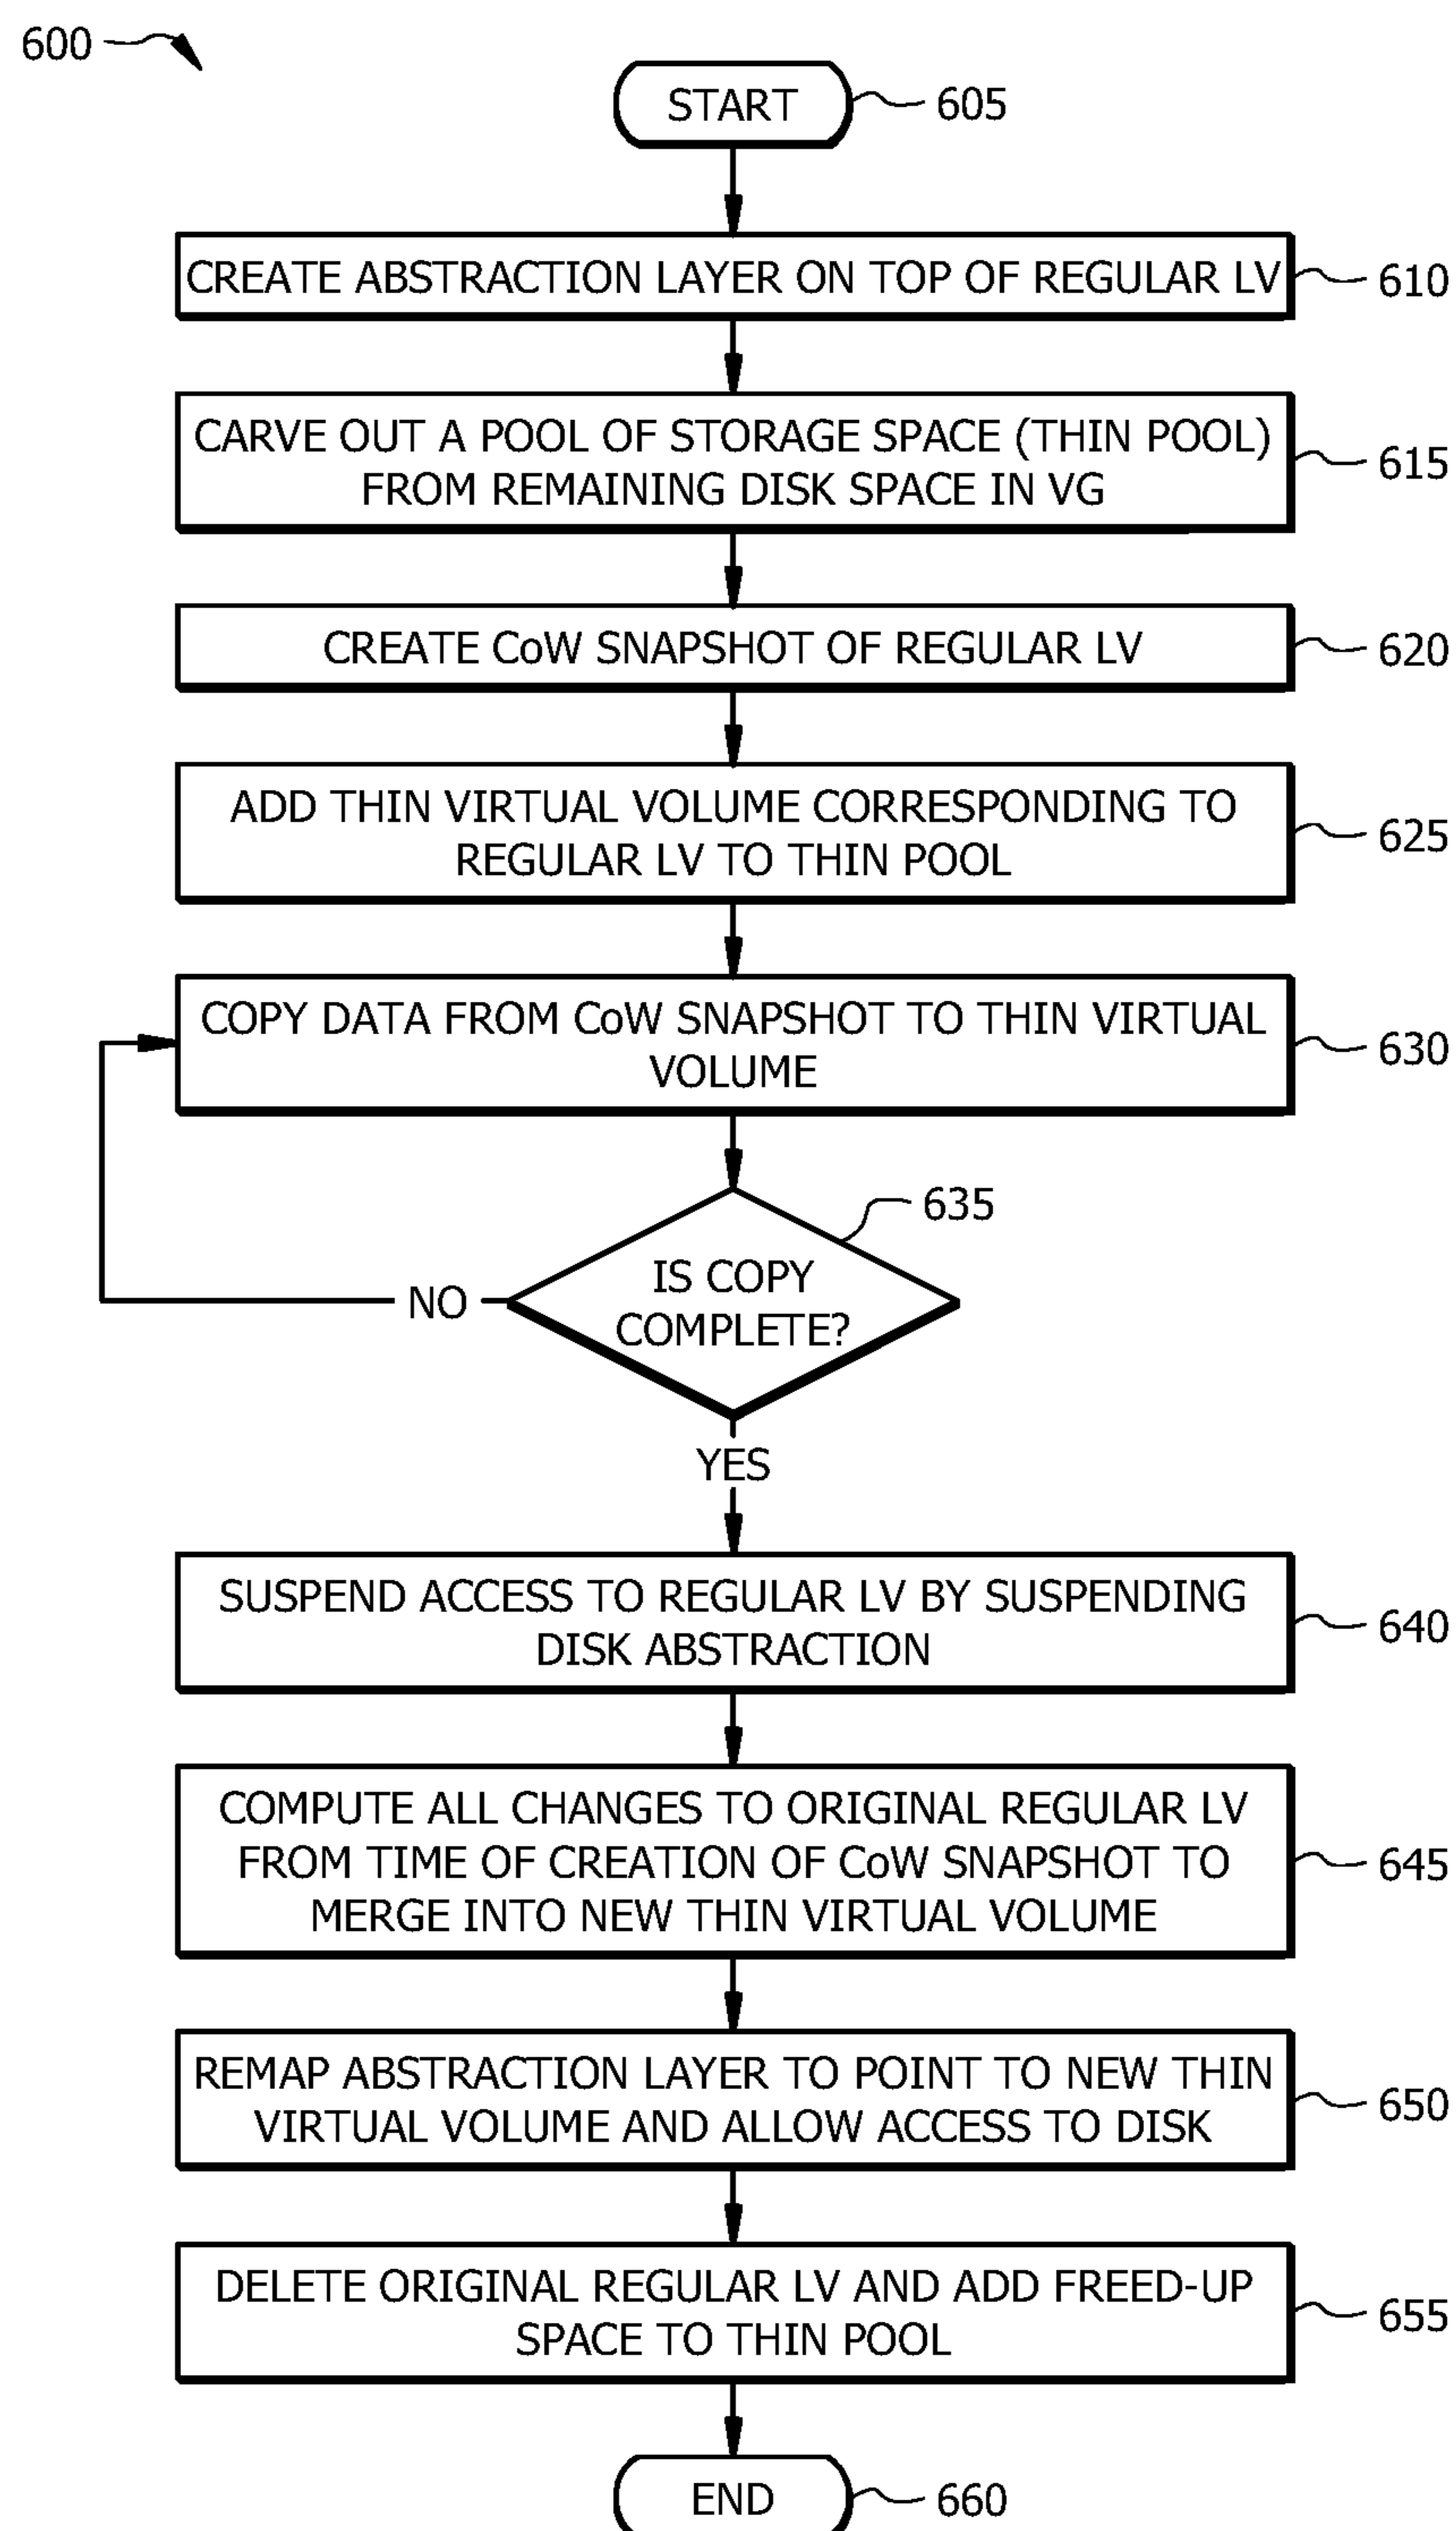 600
START
605
CREATE ABSTRACTION LAYER ON TOP OF REGULAR LV
610
CARVE OUT A POOL OF STORAGE SPACE (THIN POOL)
FROM REMAINING DISK SPACE IN VG
615
CREATE CoW SNAPSHOT OF REGULAR LV
620
ADD THIN VIRTUAL VOLUME CORRESPONDING TO
REGULAR LV TO THIN POOL
625
COPY DATA FROM CoW SNAPSHOT TO THIN VIRTUAL
VOLUME
630
635
IS COPY
COMPLETE?
NO
YES
SUSPEND ACCESS TO REGULAR LV BY SUSPENDING
DISK ABSTRACTION
640
COMPUTE ALL CHANGES TO ORIGINAL REGULAR LV
FROM TIME OF CREATION OF CoW SNAPSHOT TO
MERGE INTO NEW THIN VIRTUAL VOLUME
645
REMAP ABSTRACTION LAYER TO POINT TO NEW THIN
VIRTUAL VOLUME AND ALLOW ACCESS TO DISK
650
DELETE ORIGINAL REGULAR LV AND ADD FREED-UP
SPACE TO THIN POOL
655
END
660